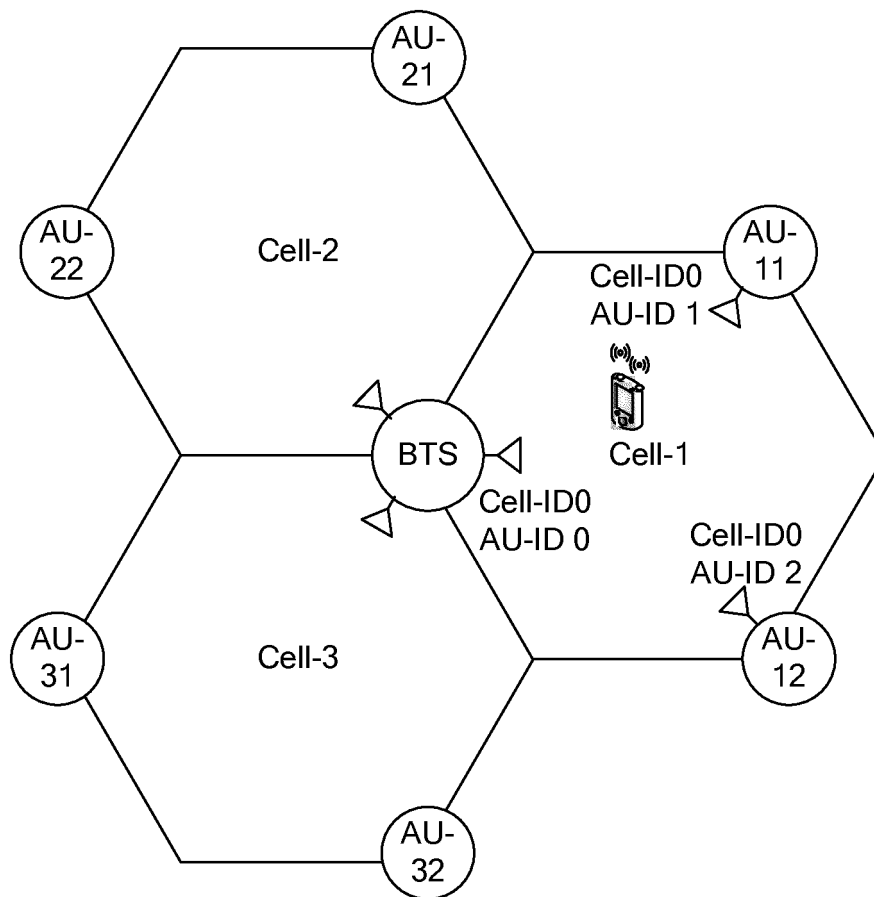 AU-
21
AU-
22
Cell-2
AU-
11
Cell-ID0
AU-ID 1
BTS
Cell-1
Cell-ID0
AU-ID 0
Cell-ID0
AU-ID 2
AU-
31
Cell-3
AU-
12
AU-
32